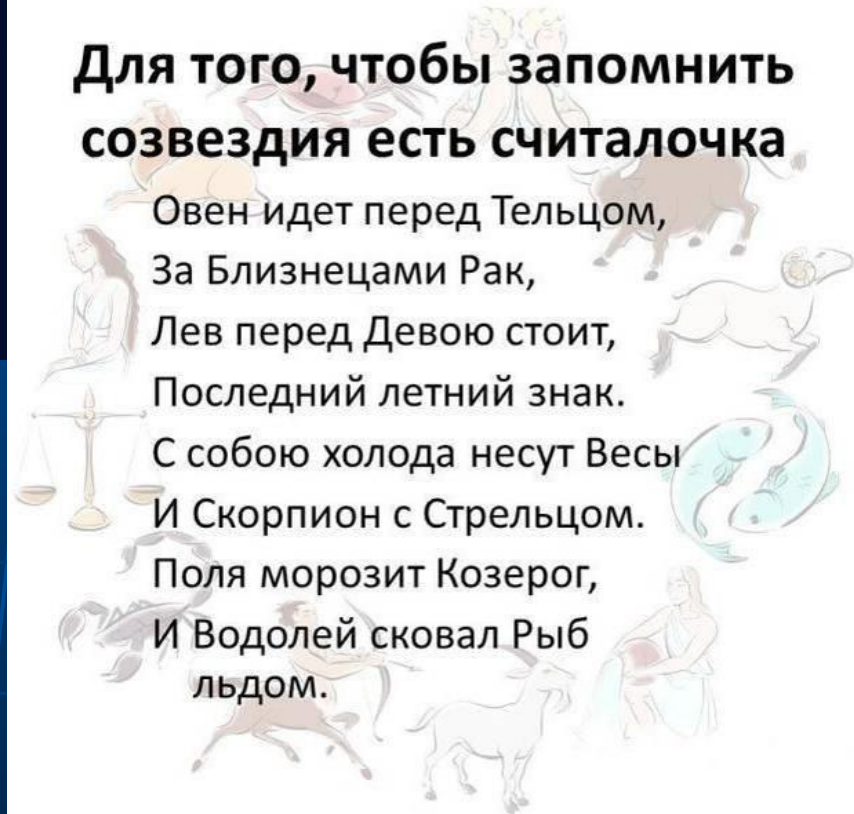 Для того, чтобы запомнить
созвездия есть считалочка
Овен идет перед Тельцом,
За Близнецами Рак,
Лев перед Девою стоит,
Последний летний знак.
С собою холода несут Весы
И Скорпион с Стрельцом.
Поля морозит Козерог,
И Водолей сковал Рыб
льдом.